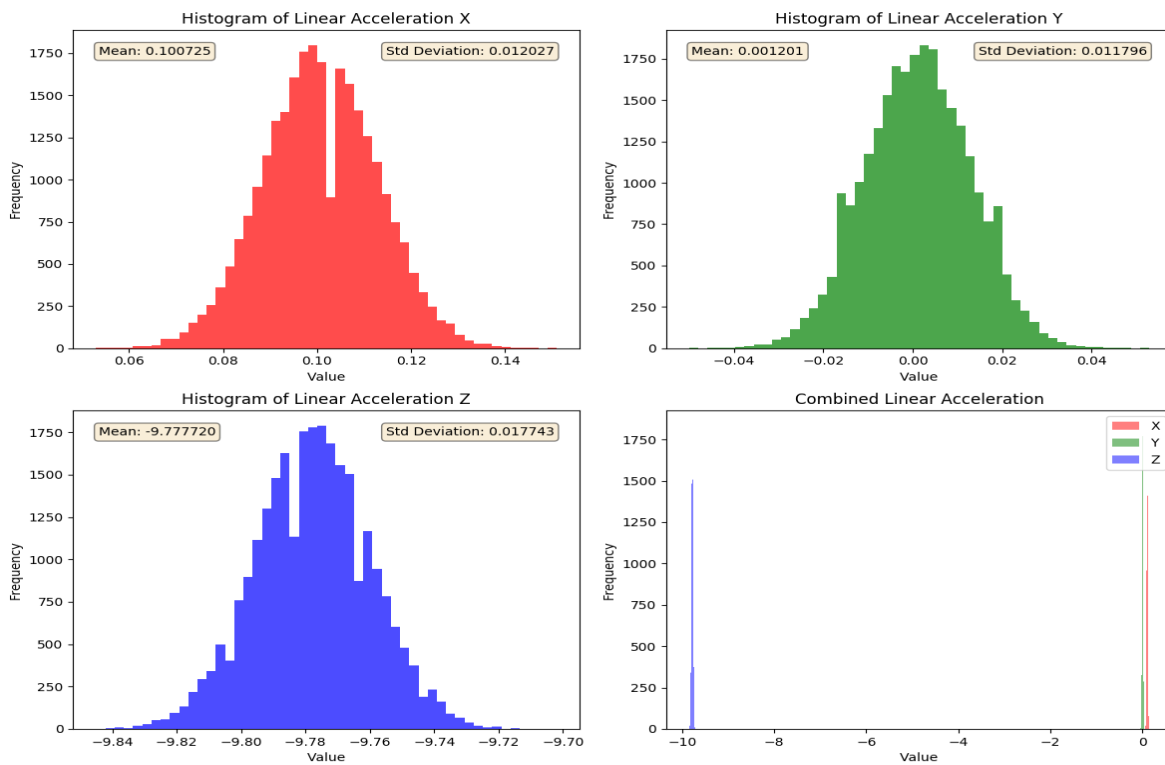 Histogram of Linear Acceleration X
Mean: 0.100725
Std Deviation: 0.012027
Frequency
1750
1500
1250
1000
750
500
250
0
0.06 0.08 0.10 0.12 0.14
Value
Histogram of Linear Acceleration Y
Mean: 0.001201
Std Deviation: 0.011796
Frequency
1750
1500
1250
1000
750
500
250
0
−0.04 −0.02 0.00 0.02 0.04
Value
Histogram of Linear Acceleration Z
Mean: -9.777720
Std Deviation: 0.017743
Frequency
1750
1500
1250
1000
750
500
250
0
−9.84 −9.82 −9.80 −9.78 −9.76 −9.74 −9.72 −9.70
Value
Combined Linear Acceleration
X
Y
Z
Frequency
1750
1500
1250
1000
750
500
250
0
−10 −8 −6 −4 −2 0
Value